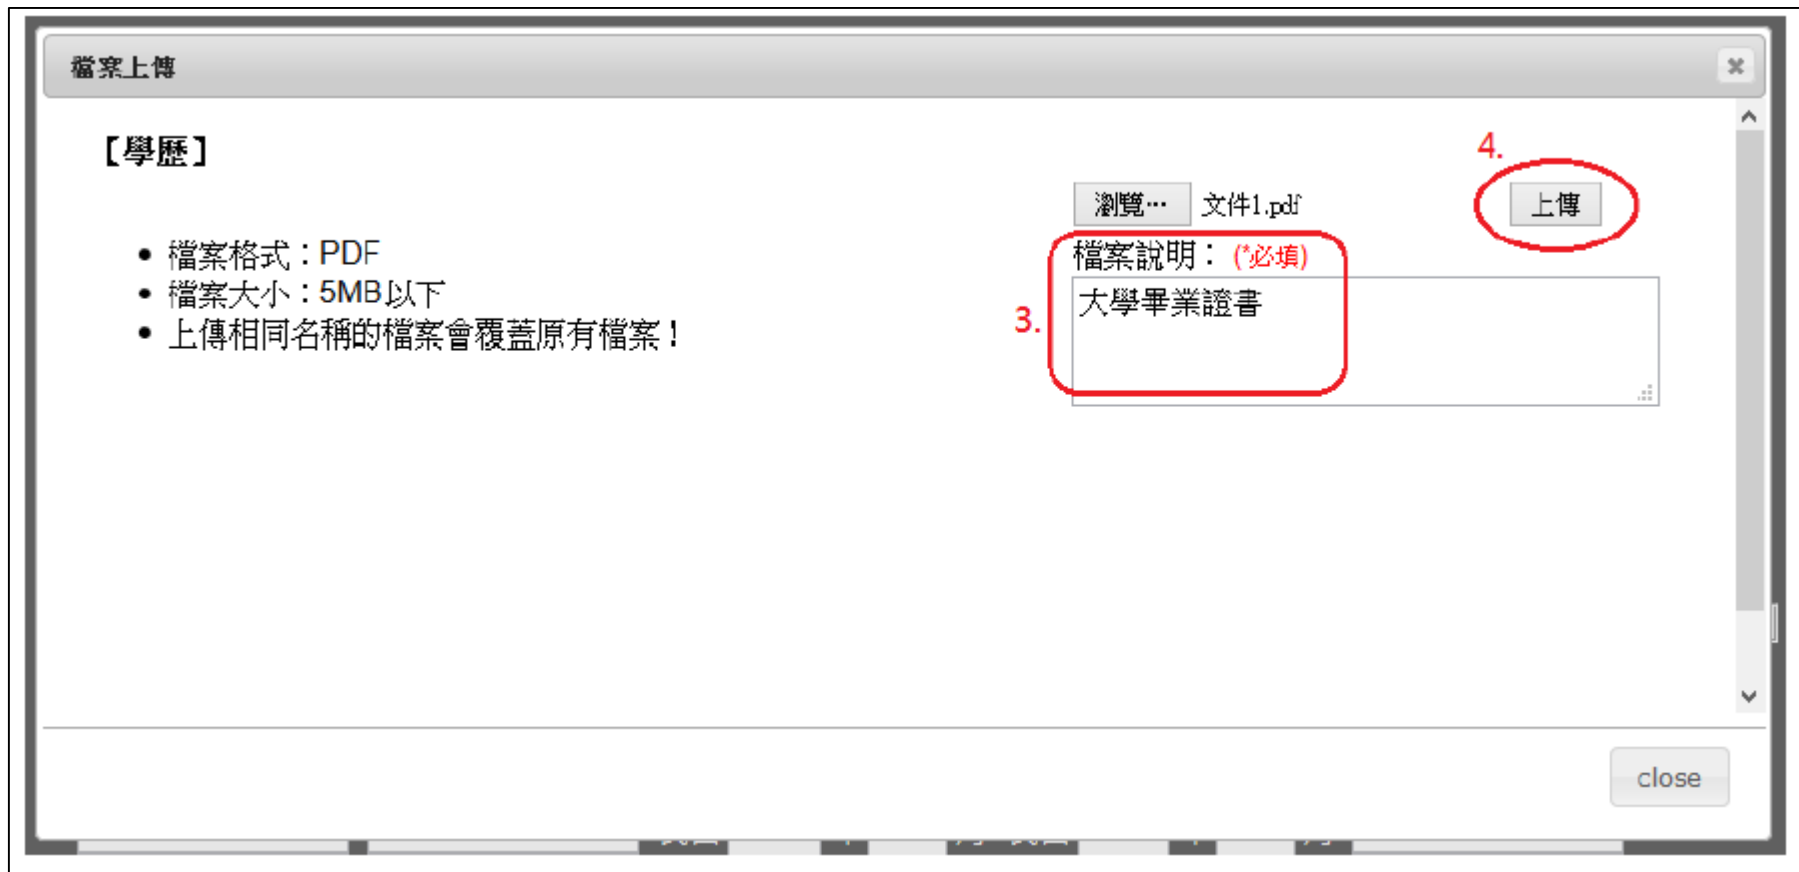 檔案上傳
【學歷】
4.
瀏覽… 文件1.pdf 上傳
• 檔案格式：PDF
• 檔案大小：5MB以下
• 上傳相同名稱的檔案會覆蓋原有檔案！
檔案說明： (*必填)
3.
大學畢業證書
close